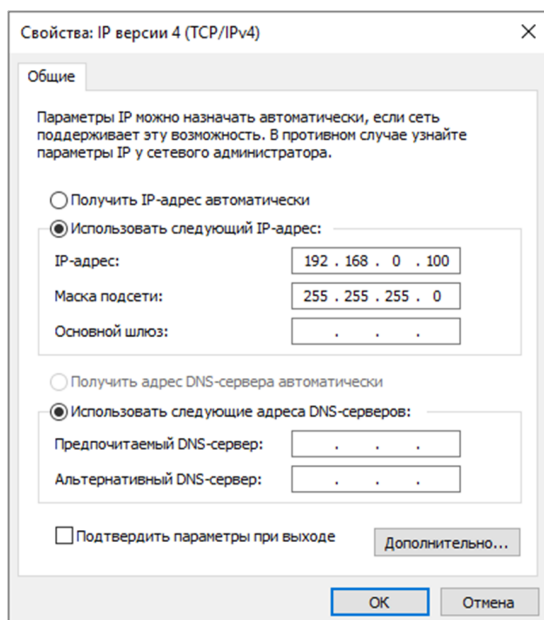 Свойства: IP версии 4 (TCP/IPv4)
Общие
Параметры IP можно назначать автоматически, если сеть
поддерживает эту возможность. В противном случае узнайте
параметры IP у сетевого администратора.
Получить IP-адрес автоматически
Использовать следующий IP-адрес:
IP-адрес: 192 . 168 . 0 . 100
Маска подсети: 255 . 255 . 255 . 0
Основной шлюз: . . .
Получить адрес DNS-сервера автоматически
Использовать следующие адреса DNS-серверов:
Предпочитаемый DNS-сервер: . . .
Альтернативный DNS-сервер: . . .
Подтвердить параметры при выходе
Дополнительно...
ОК Отмена